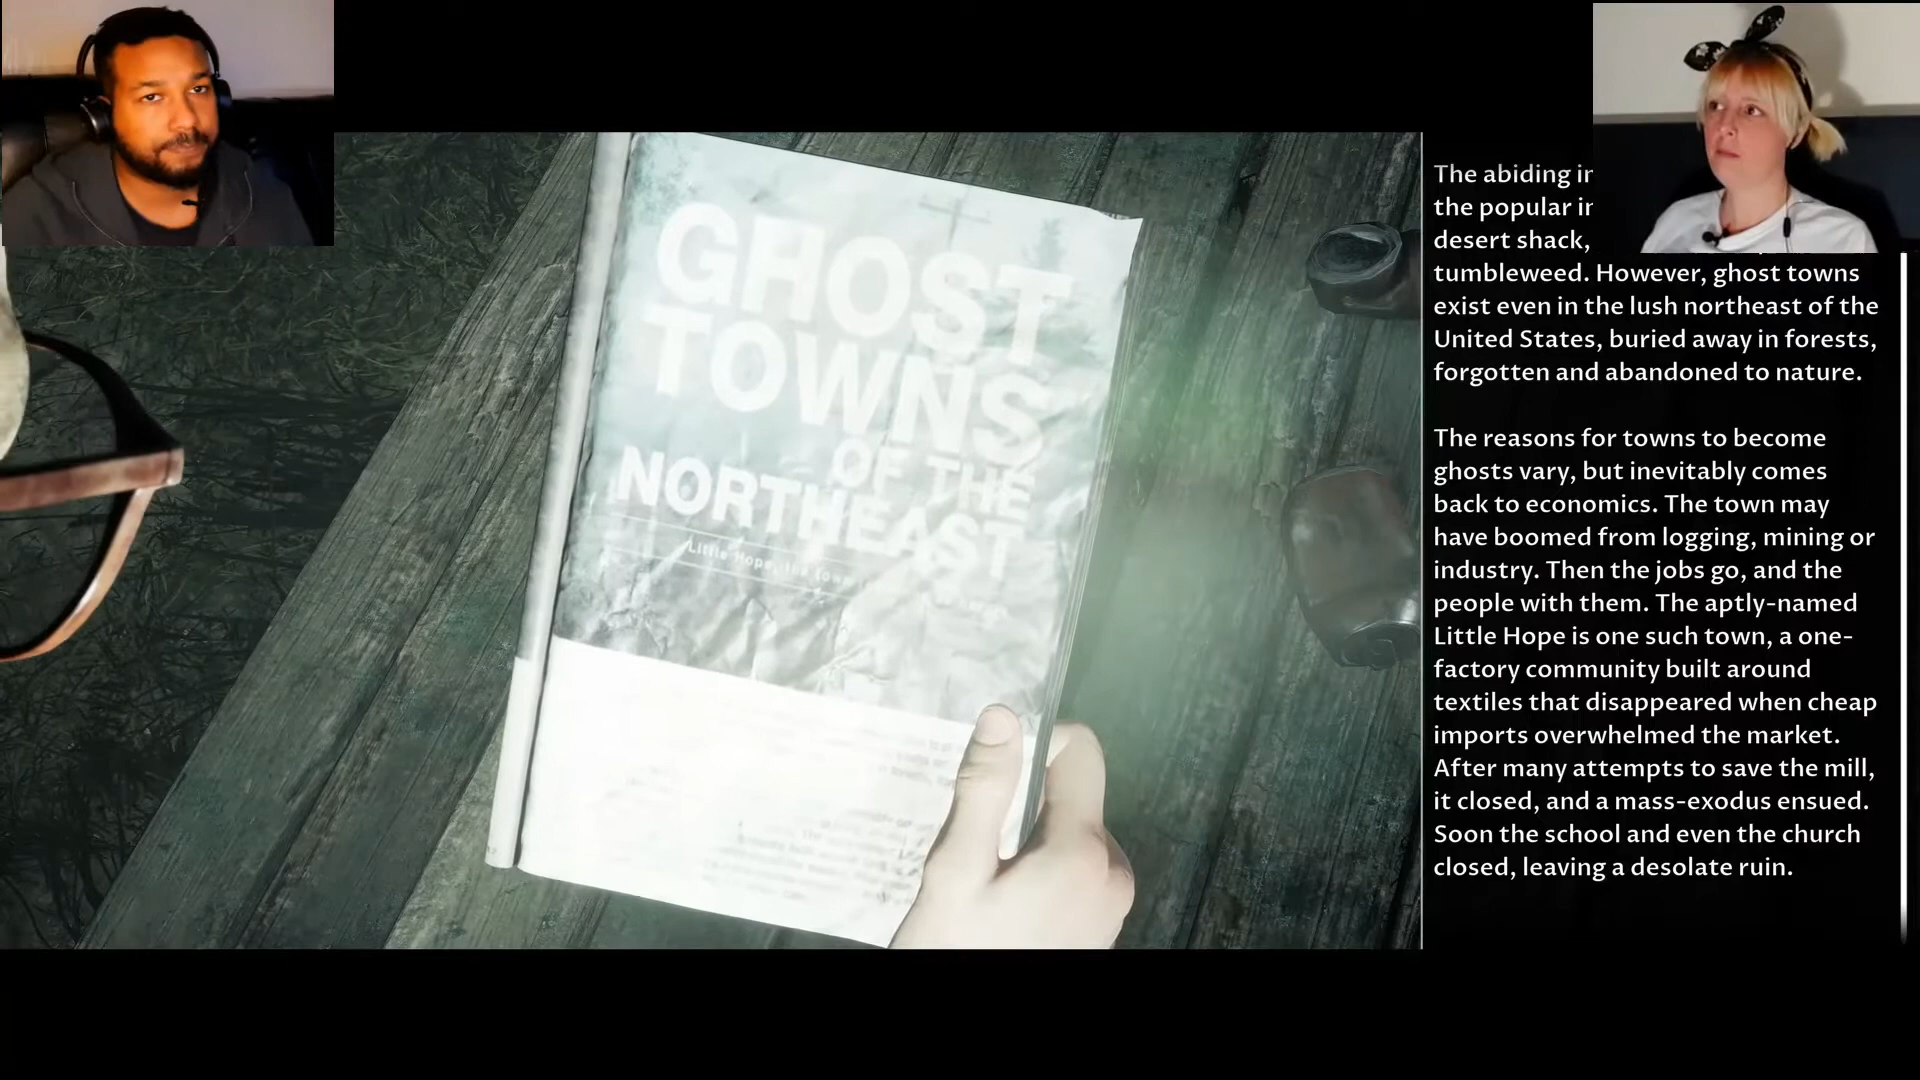 GHOST
TOWNS
OF THE
NORTHEAST
Little Hope, the town
The abiding
the popular
desert shack,
tumbleweed. However, ghost towns
exist even in the lush northeast of the
United States, buried away in forests,
forgotten and abandoned to nature.
The reasons for towns to become
ghosts vary, but inevitably comes
back to economics. The town may
have boomed from logging, mining or
industry. Then the jobs go, and the
people with them. The aptly-named
Little Hope is one such town, a one-
factory community built around
textiles that disappeared when cheap
imports overwhelmed the market.
After many attempts to save the mill,
it closed, and a mass-exodus ensued.
Soon the school and even the church
closed, leaving a desolate ruin.